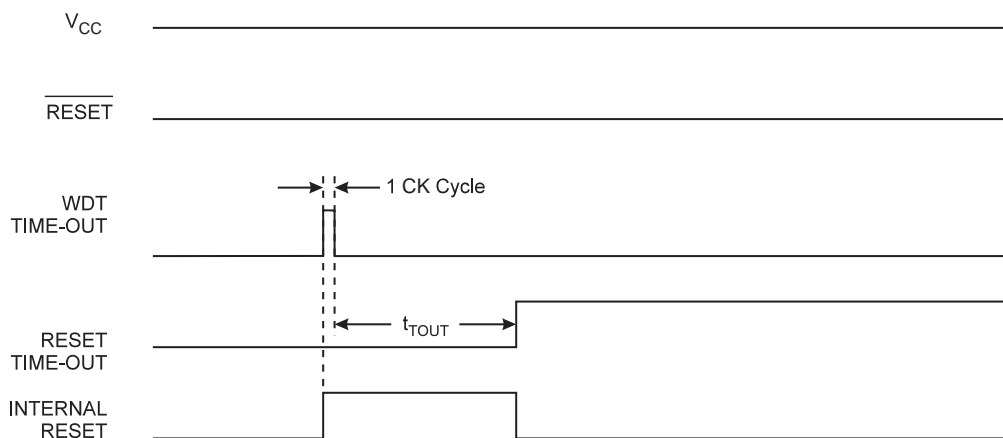 VCC
RESET
1 CK Cycle
WDT
TIME-OUT
tTOUT
RESET
TIME-OUT
INTERNAL
RESET